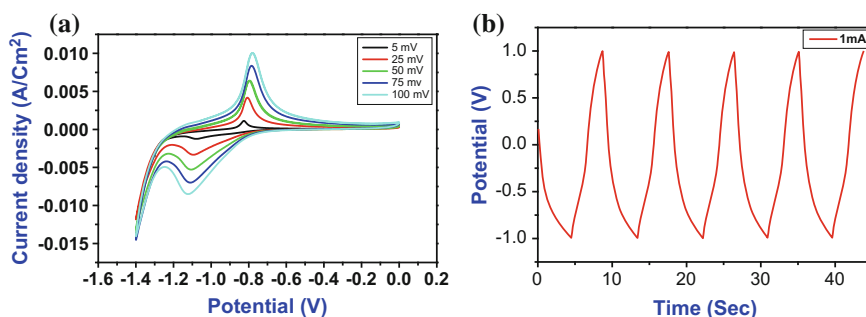 (a)
Current density (A/Cm²)
0.010
0.005
0.000
-0.005
-0.010
-0.015
5 mV
25 mV
50 mV
75 mv
100 mV
-1.6 -1.4 -1.2 -1.0 -0.8 -0.6 -0.4 -0.2 0.0 0.2
Potential (V)
(b)
Potential (V)
1.0
0.5
0.0
-0.5
-1.0
1mA
0 10 20 30 40
Time (Sec)